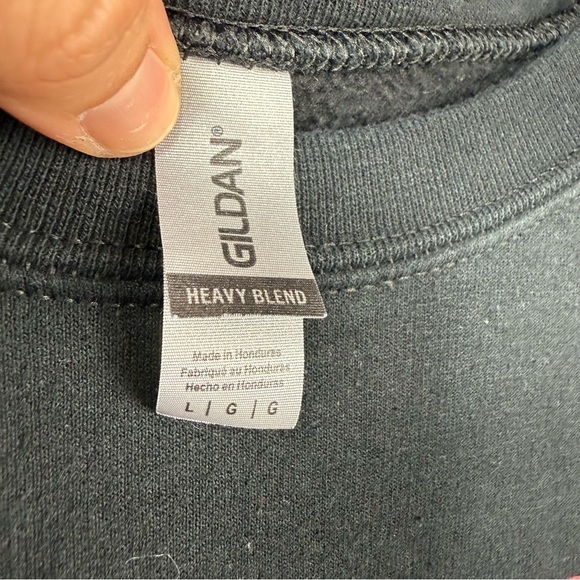 GILDAN®
HEAVY BLEND
Made in Honduras
Fabriqué au Honduras
Hecho en Honduras
L / G / G